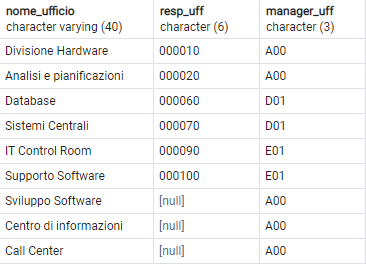 nome_ufficio resp_uff manager_uff
character varying (40) character (6) character (3)
Divisione Hardware 000010 A00
Analisi e pianificazioni 000020 A00
Database 000060 D01
Sistemi Centrali 000070 D01
IT Control Room 000090 E01
Supporto Software 000100 E01
Sviluppo Software [null] A00
Centro di informazioni [null] A00
Call Center [null] A00